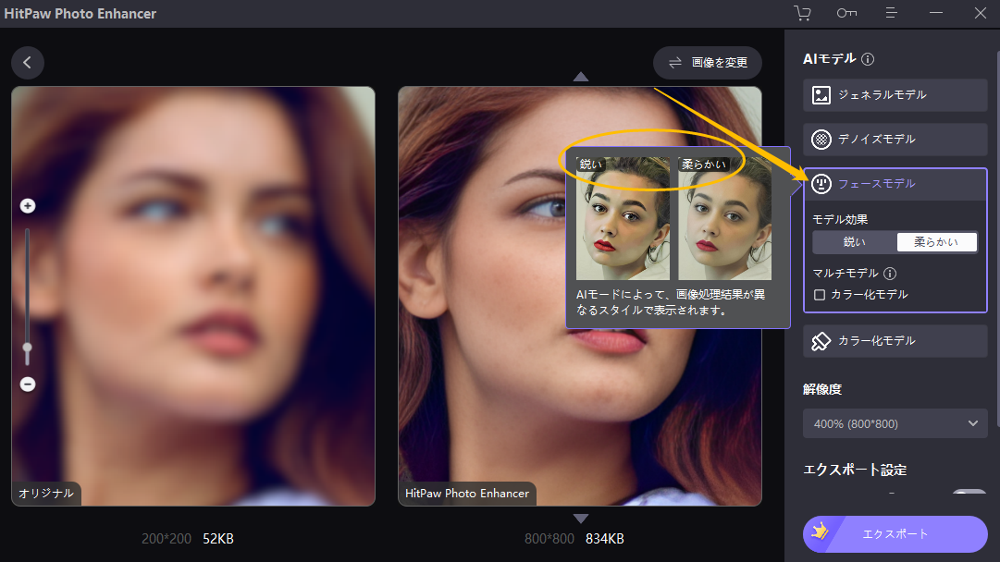 HitPaw Photo Enhancer
画像を変更
オリジナル
200*200 52KB
HitPaw Photo Enhancer
800*800 834KB
鋭い
柔らかい
AIモードによって、画像処理結果が異
なるスタイルで表示されます。
AIモデル
ジェネラルモデル
デノイズモデル
フェースモデル
モデル効果
鋭い
柔らかい
マルチモデル
カラー化モデル
カラー化モデル
解像度
400% (800*800)
エクスポート設定
エクスポート